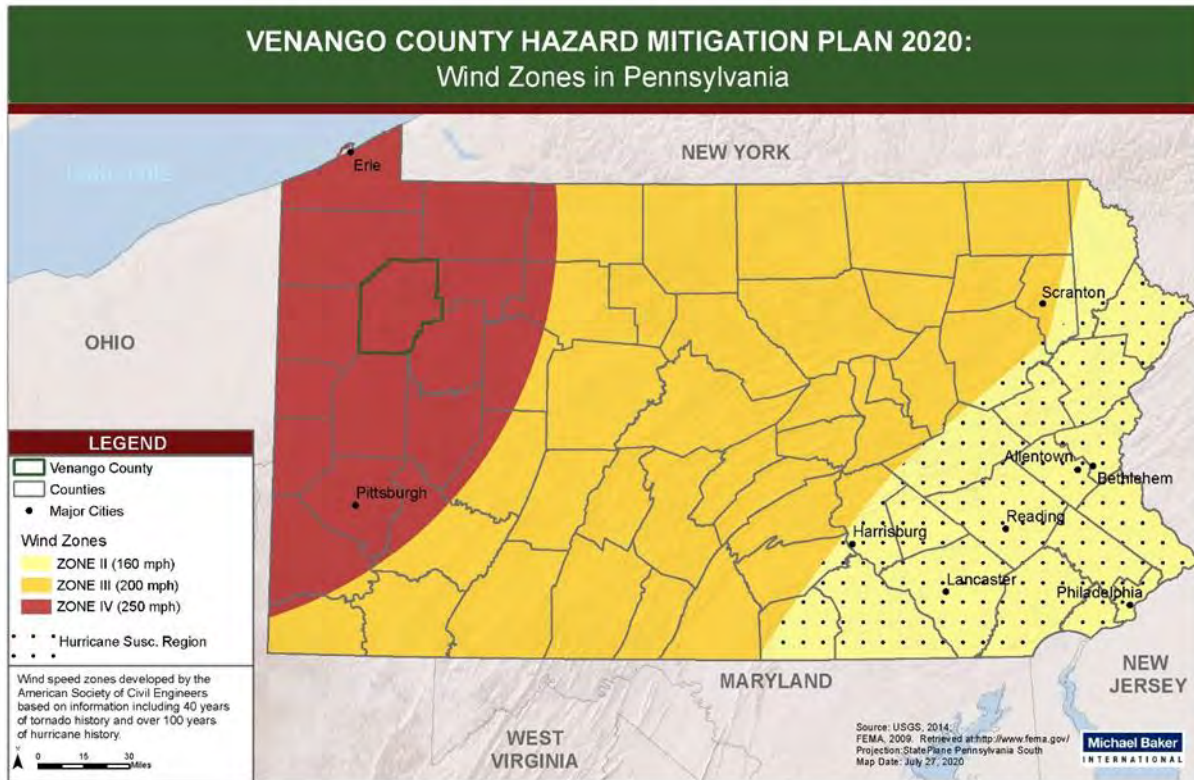 VENANGO COUNTY HAZARD MITIGATION PLAN 2020:
Wind Zones in Pennsylvania
NEW YORK
Erie
OHIO
Scranton
Allentown
Bethlehem
Pittsburgh
Reading
Harrisburg
Lancaster
Philadelphia
NEW
JERSEY
MARYLAND
WEST
VIRGINIA
LEGEND
Venango County
Counties
Major Cities
Wind Zones
ZONE II (160 mph)
ZONE III (200 mph)
ZONE IV (250 mph)
Hurricane Susc. Region
Wind speed zones developed by the
American Society of Civil Engineers
based on information including 40 years
of tornado history and over 100 years
of hurricane history.
0 15 30
Miles
Source: USGS, 2014;
FEMA, 2009. Retrieved at:http://www.fema.gov/
Projection:StatePlane Pennsylvania South
Map Date: July 27, 2020
Michael Baker
INTERNATIONAL